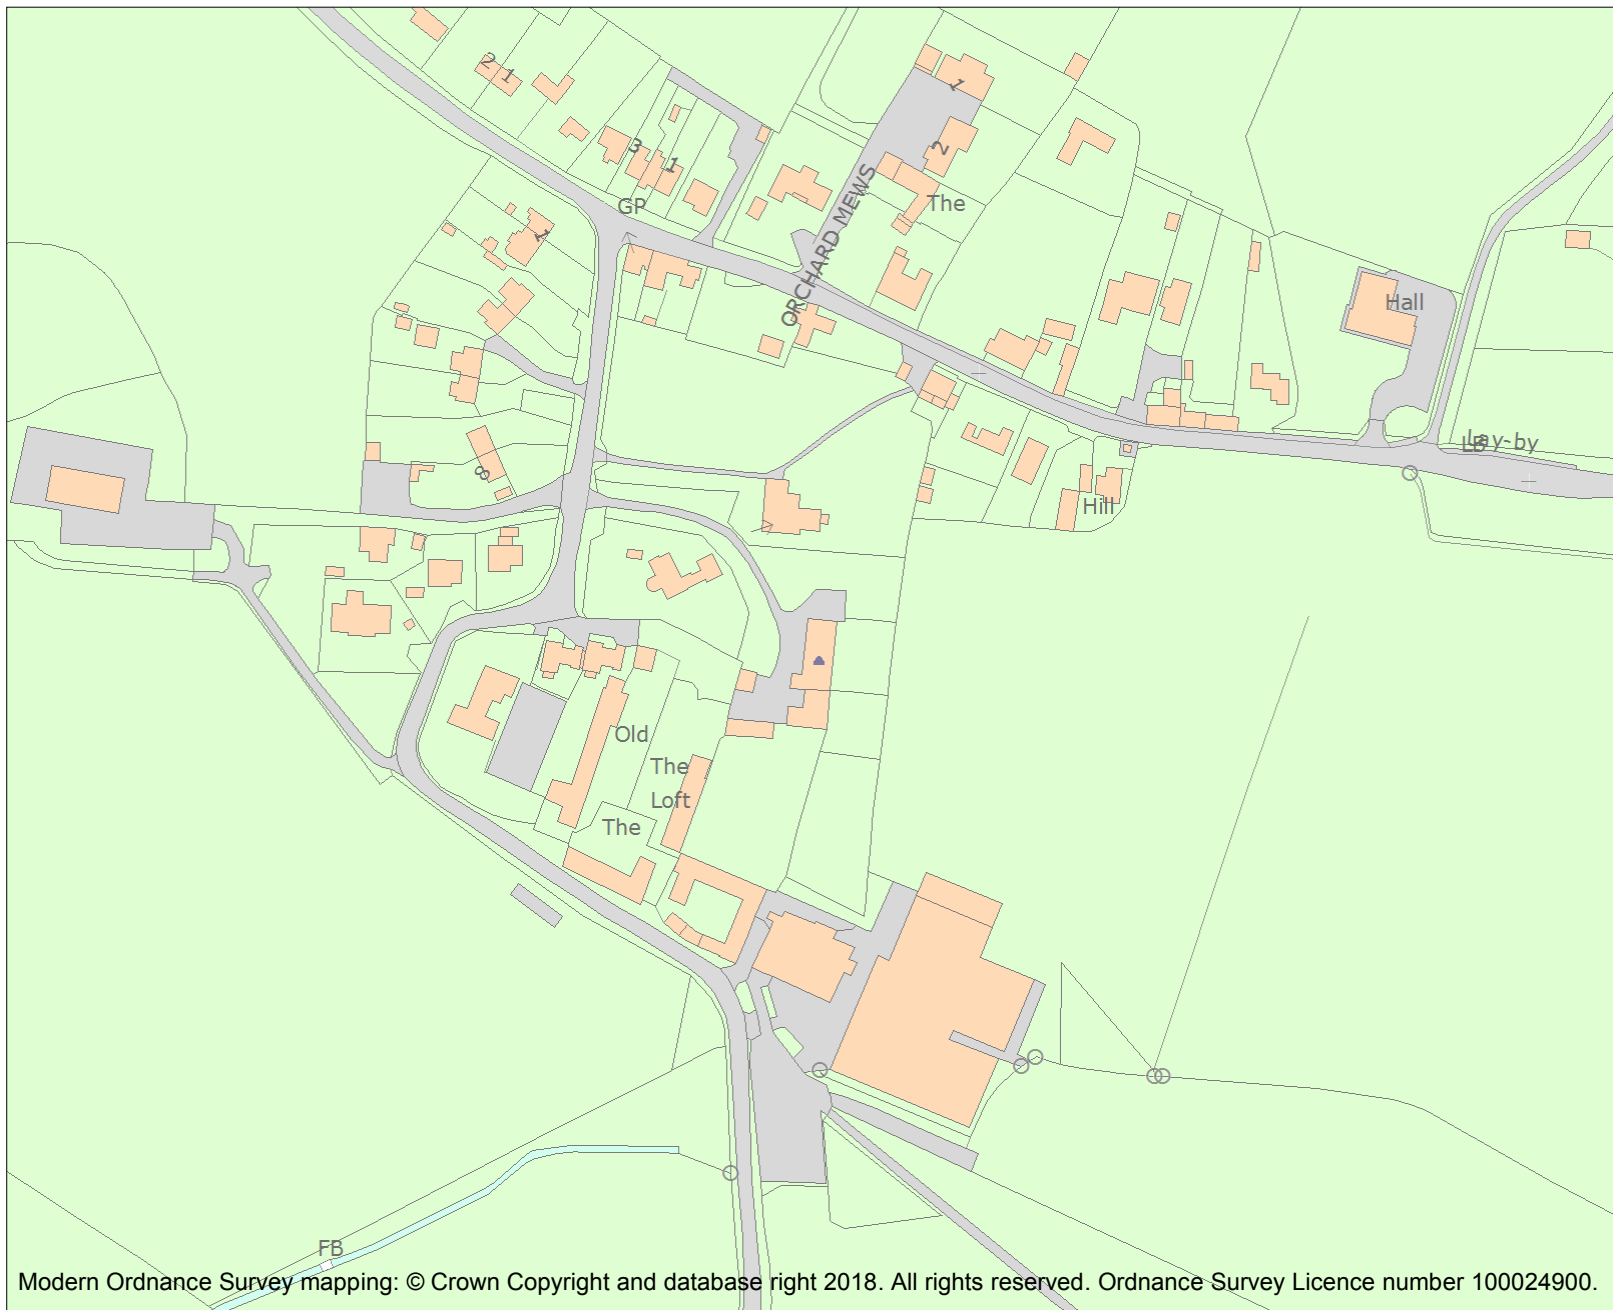 2
1
1
3
1
2
The
GP
ORCHARD MEWS
1
Hall
Lay-by
LB
8
Hill
Old
The
Loft
The
FB
Modern Ordnance Survey mapping: © Crown Copyright and database right 2018. All rights reserved. Ordnance Survey Licence number 100024900.